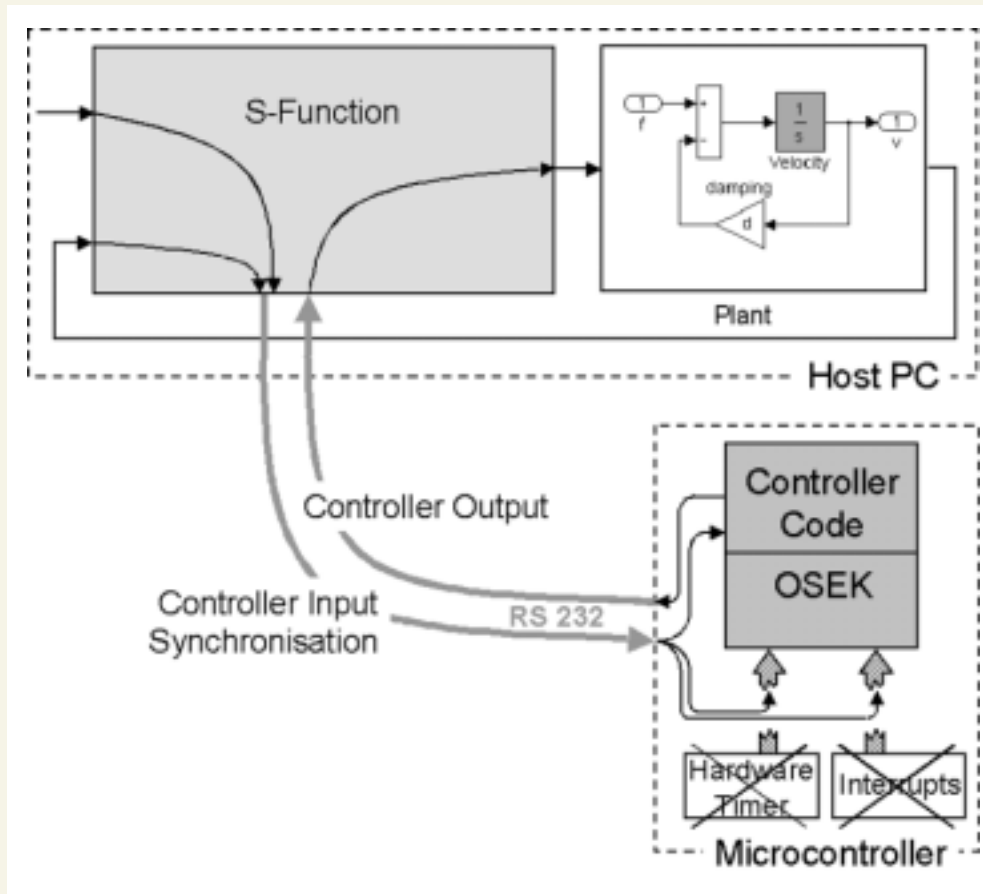 S-Function
1
f
+
−
1
s
Velocity
1
v
damping
d
Plant
Host PC
Controller Output
Controller Input
Synchronisation
RS 232
Controller
Code
OSEK
Hardware
Timer
Interrupts
Microcontroller